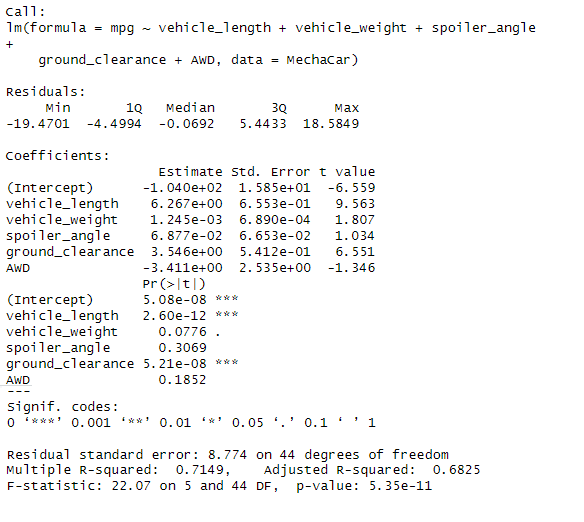 Call:
lm(formula = mpg ~ vehicle_length + vehicle_weight + spoiler_angle
+
    ground_clearance + AWD, data = MechaCar)

Residuals:
     Min       1Q   Median       3Q      Max
-19.4701  -4.4994  -0.0692   5.4433  18.5849

Coefficients:
                   Estimate Std. Error t value
(Intercept)      -1.040e+02  1.585e+01  -6.559
vehicle_length    6.267e+00  6.553e-01   9.563
vehicle_weight    1.245e-03  6.890e-04   1.807
spoiler_angle     6.877e-02  6.653e-02   1.034
ground_clearance  3.546e+00  5.412e-01   6.551
AWD              -3.411e+00  2.535e+00  -1.346
                 Pr(>|t|)
(Intercept)      5.08e-08 ***
vehicle_length   2.60e-12 ***
vehicle_weight     0.0776 .
spoiler_angle      0.3069
ground_clearance 5.21e-08 ***
AWD                0.1852
---
Signif. codes:
0 ‘***’ 0.001 ‘**’ 0.01 ‘*’ 0.05 ‘.’ 0.1 ‘ ’ 1

Residual standard error: 8.774 on 44 degrees of freedom
Multiple R-squared:  0.7149,    Adjusted R-squared:  0.6825
F-statistic: 22.07 on 5 and 44 DF,  p-value: 5.35e-11